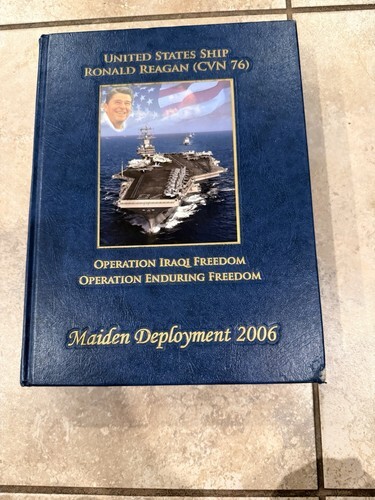 United States Ship
Ronald Reagan (CVN 76)
Operation Iraqi Freedom
Operation Enduring Freedom
Maiden Deployment 2006